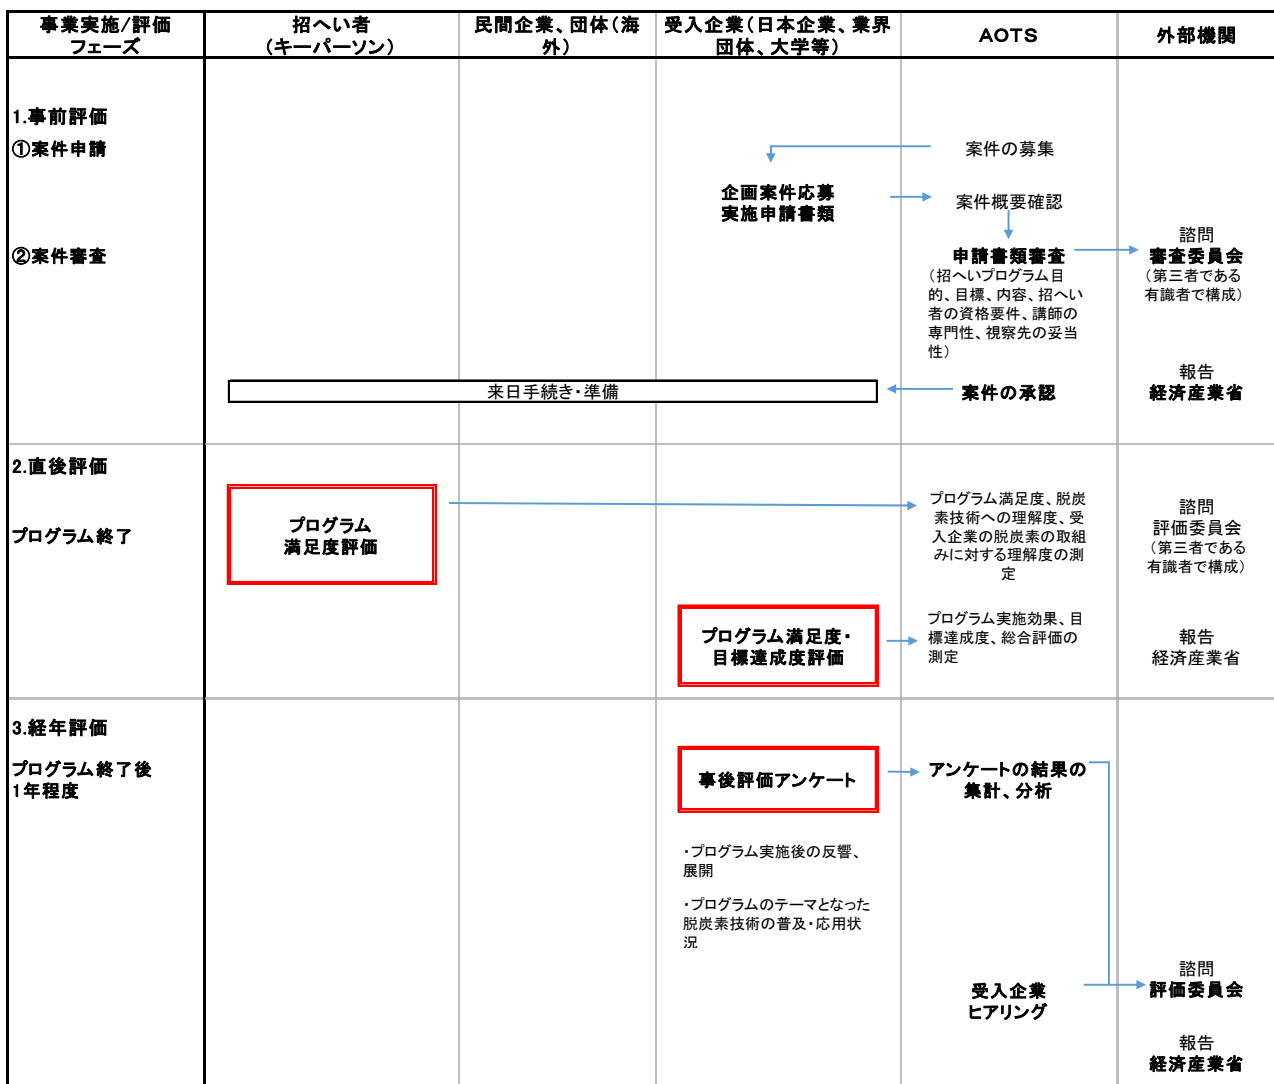 事業実施/評価
フェーズ
招へい者
(キーパーソン)
民間企業、団体(海
外)
受入企業(日本企業、業界
団体、大学等)
AOTS
外部機関
1.事前評価
①案件申請
案件の募集
企画案件応募
実施申請書類
案件概要確認
②案件審査
申請書類審査
(招へいプログラム目
的、目標、内容、招へい
者の資格要件、講師の
専門性、視察先の妥当
性)
諮問
審査委員会
(第三者である
有識者で構成)
来日手続き・準備
案件の承認
報告
経済産業省
2.直後評価
プログラム終了
プログラム
満足度評価
プログラム満足度、脱炭
素技術への理解度、受
入企業の脱炭素の取組
みに対する理解度の測
定
諮問
評価委員会
(第三者である
有識者で構成)
プログラム満足度・
目標達成度評価
プログラム実施効果、目
標達成度、総合評価の
測定
報告
経済産業省
3.経年評価
プログラム終了後
1年程度
事後評価アンケート
アンケートの結果の
集計、分析
・プログラム実施後の反響、
展開
・プログラムのテーマとなった
脱炭素技術の普及・応用状
況
受入企業
ヒアリング
諮問
評価委員会
報告
経済産業省